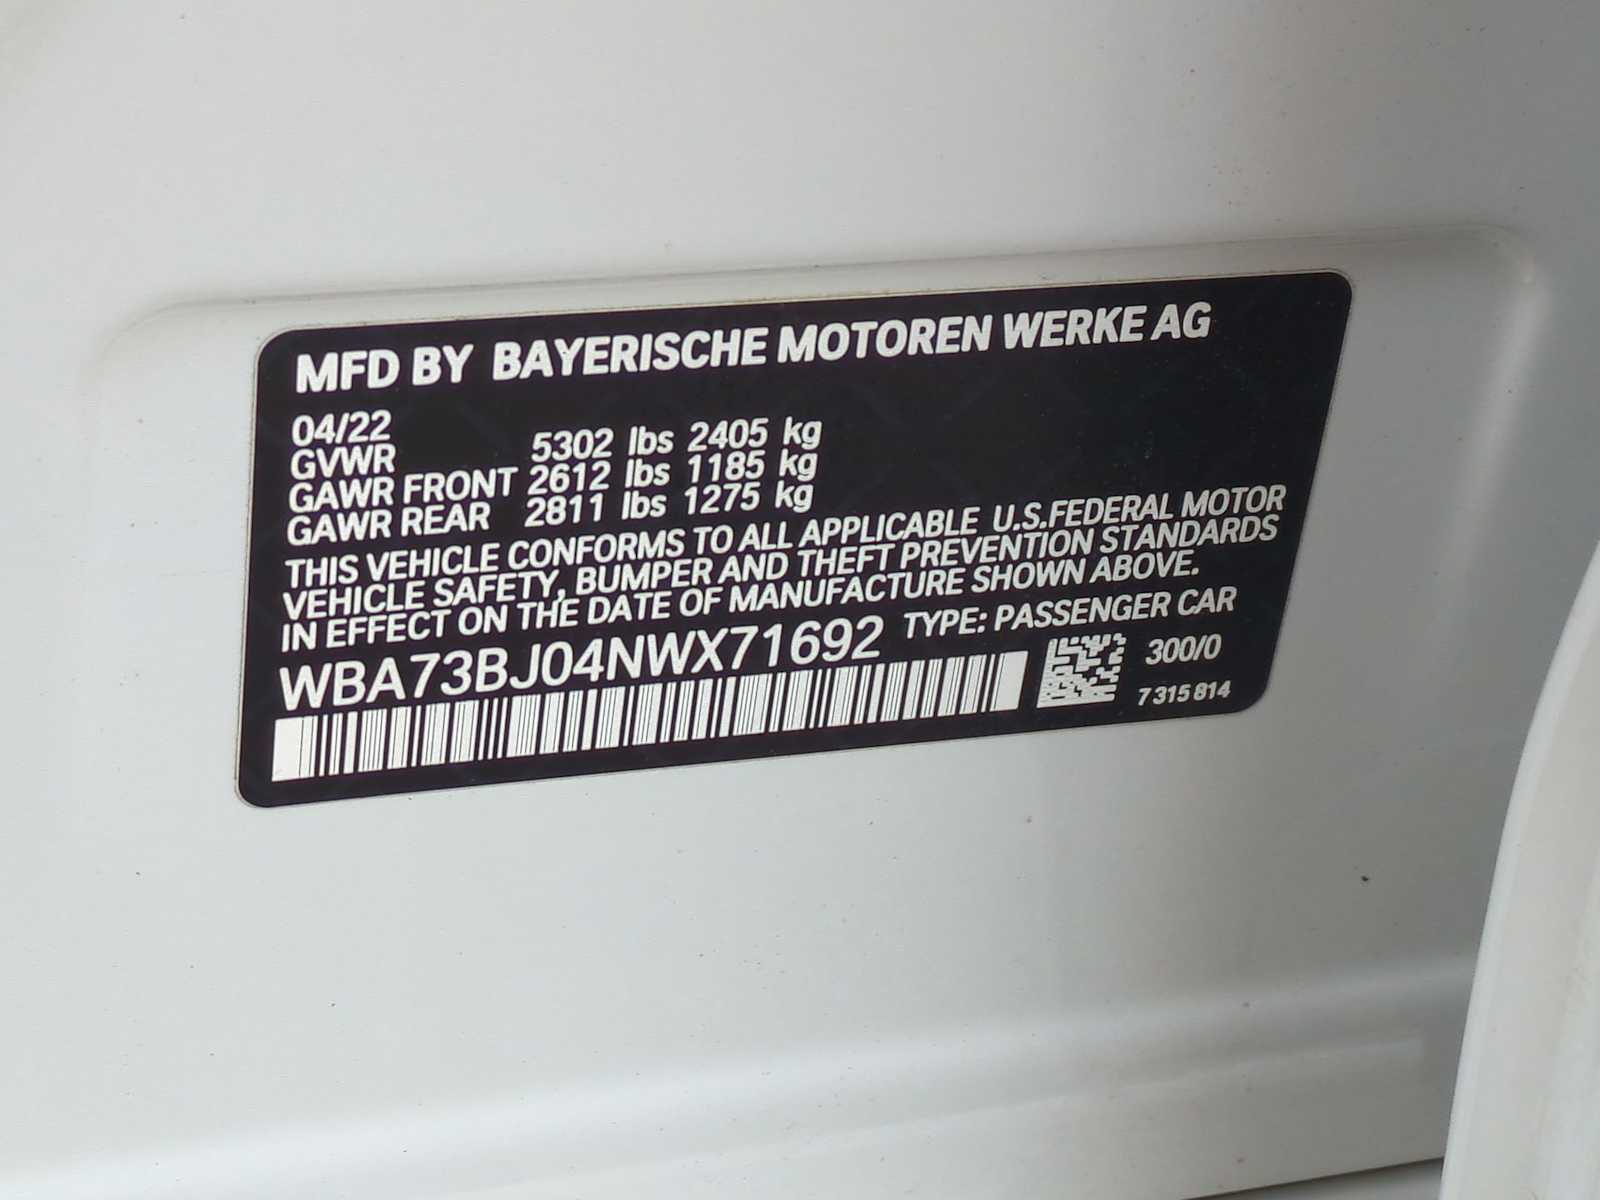 MFD BY BAYERISCHE MOTOREN WERKE AG
04/22
GVWR 5302 lbs 2405 kg
GAWR FRONT 2612 lbs 1185 kg
GAWR REAR 2811 lbs 1275 kg
THIS VEHICLE CONFORMS TO ALL APPLICABLE U.S.FEDERAL MOTOR
VEHICLE SAFETY, BUMPER AND THEFT PREVENTION STANDARDS
IN EFFECT ON THE DATE OF MANUFACTURE SHOWN ABOVE.
WBA73BJ04NWX71692 TYPE: PASSENGER CAR
300/0
7 315 814